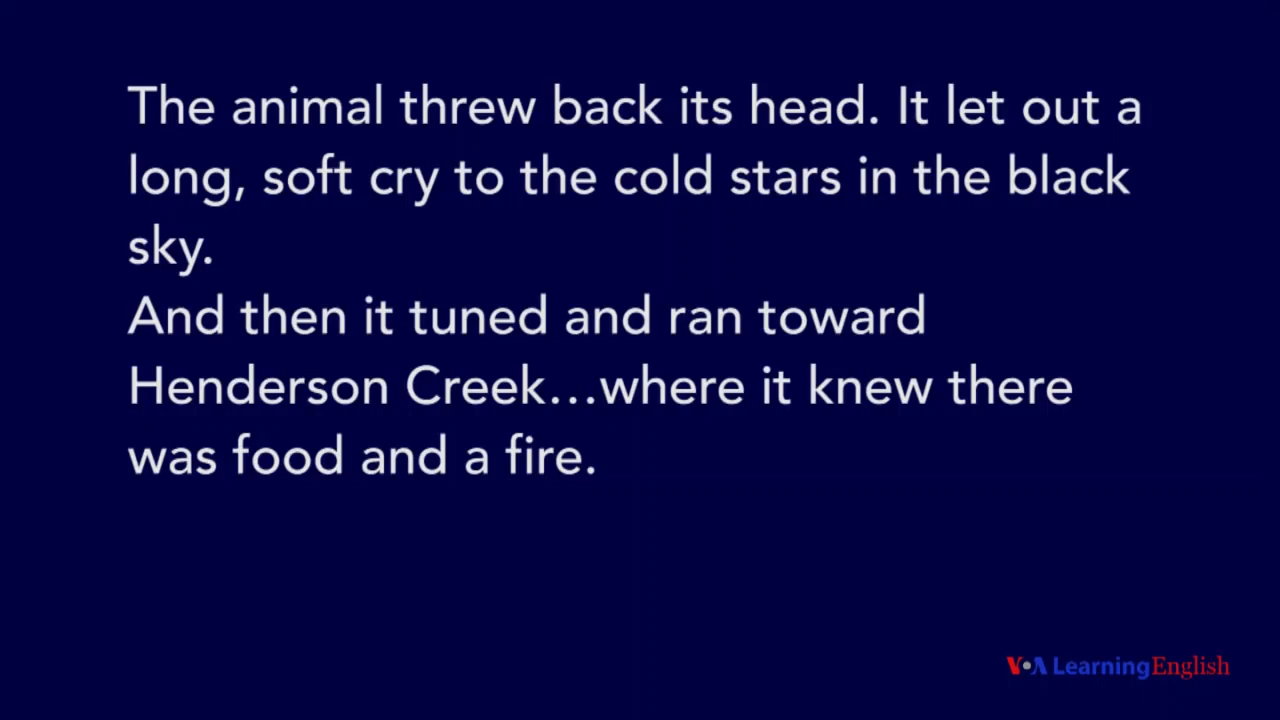 The animal threw back its head. It let out a
long, soft cry to the cold stars in the black
sky.
And then it tuned and ran toward
Henderson Creek…where it knew there
was food and a fire.
VOA LearningEnglish